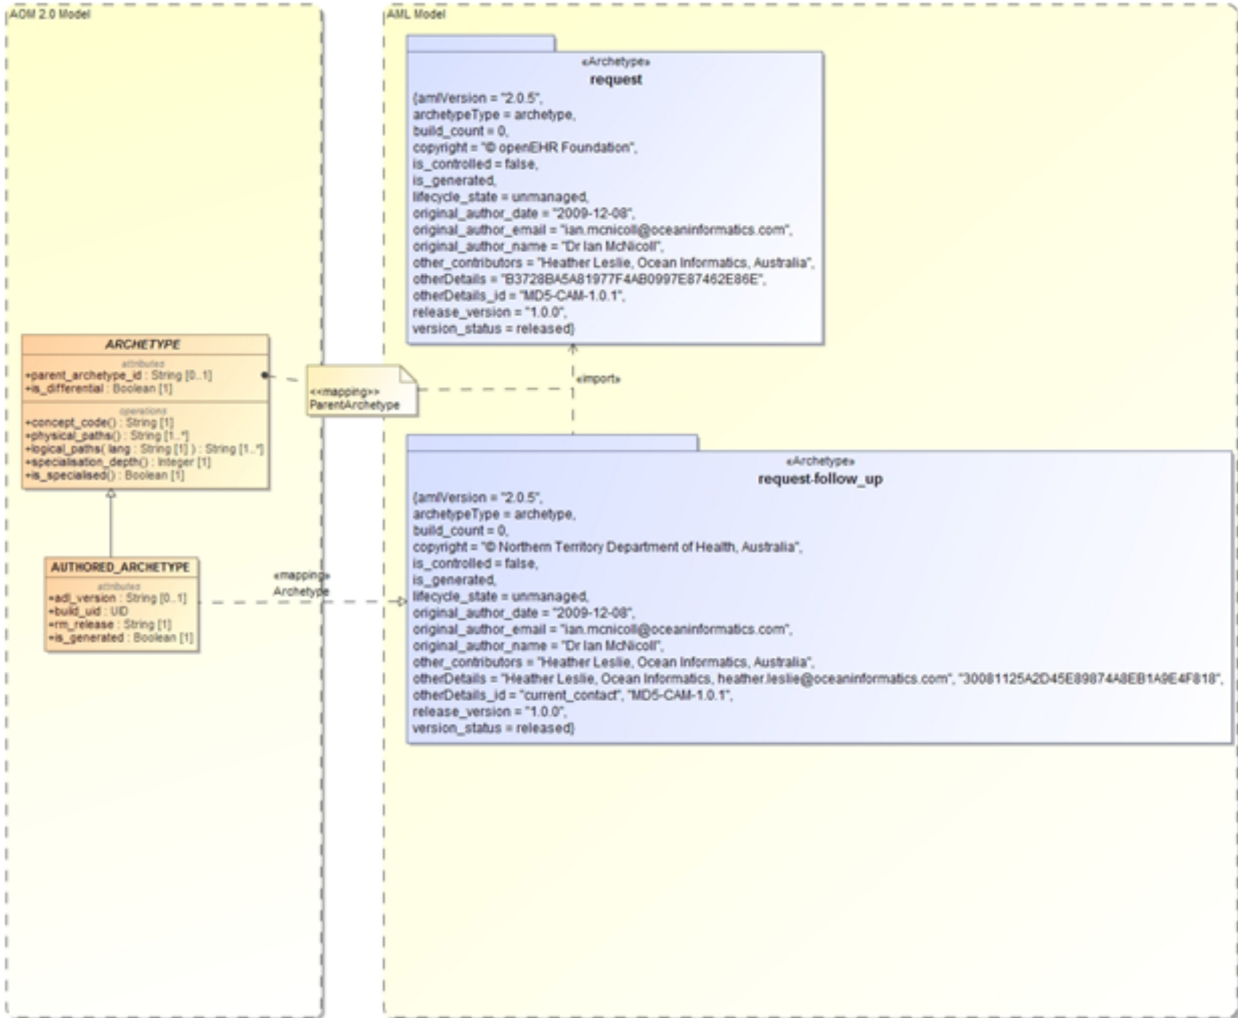 AOM 2.0 Model
ARCHETYPE
attributes
+parent_archetype_id : String [0..1]
+is_differential : Boolean [1]
operations
+concept_code() : String [1]
+physical_paths() : String [1..*]
+logical_paths( lang : String [1] ) : String [1..*]
+specialisation_depth() : Integer [1]
+is_specialised() : Boolean [1]
AUTHORED_ARCHETYPE
attributes
+adl_version : String [0..1]
+build_uid : UID
+rm_release : String [1]
+is_generated : Boolean [1]
<<mapping>>
ParentArchetype
«mapping»
Archetype
AML Model
«Archetype»
request
{amlVersion = "2.0.5",
archetypeType = archetype,
build_count = 0,
copyright = "© openEHR Foundation",
is_controlled = false,
is_generated,
lifecycle_state = unmanaged,
original_author_date = "2009-12-08",
original_author_email = "ian.mcnicoll@oceaninformatics.com",
original_author_name = "Dr Ian McNicoll",
other_contributors = "Heather Leslie, Ocean Informatics, Australia",
otherDetails = "B3728BA5A81977F4AB0997E87462E86E",
otherDetails_id = "MD5-CAM-1.0.1",
release_version = "1.0.0",
version_status = released}
«import»
«Archetype»
request-follow_up
{amlVersion = "2.0.5",
archetypeType = archetype,
build_count = 0,
copyright = "© Northern Territory Department of Health, Australia",
is_controlled = false,
is_generated,
lifecycle_state = unmanaged,
original_author_date = "2009-12-08",
original_author_email = "ian.mcnicoll@oceaninformatics.com",
original_author_name = "Dr Ian McNicoll",
other_contributors = "Heather Leslie, Ocean Informatics, Australia",
otherDetails = "Heather Leslie, Ocean Informatics, heather.leslie@oceaninformatics.com", "30081125A2D45E89874A8EB1A9E4F818",
otherDetails_id = "current_contact", "MD5-CAM-1.0.1",
release_version = "1.0.0",
version_status = released}